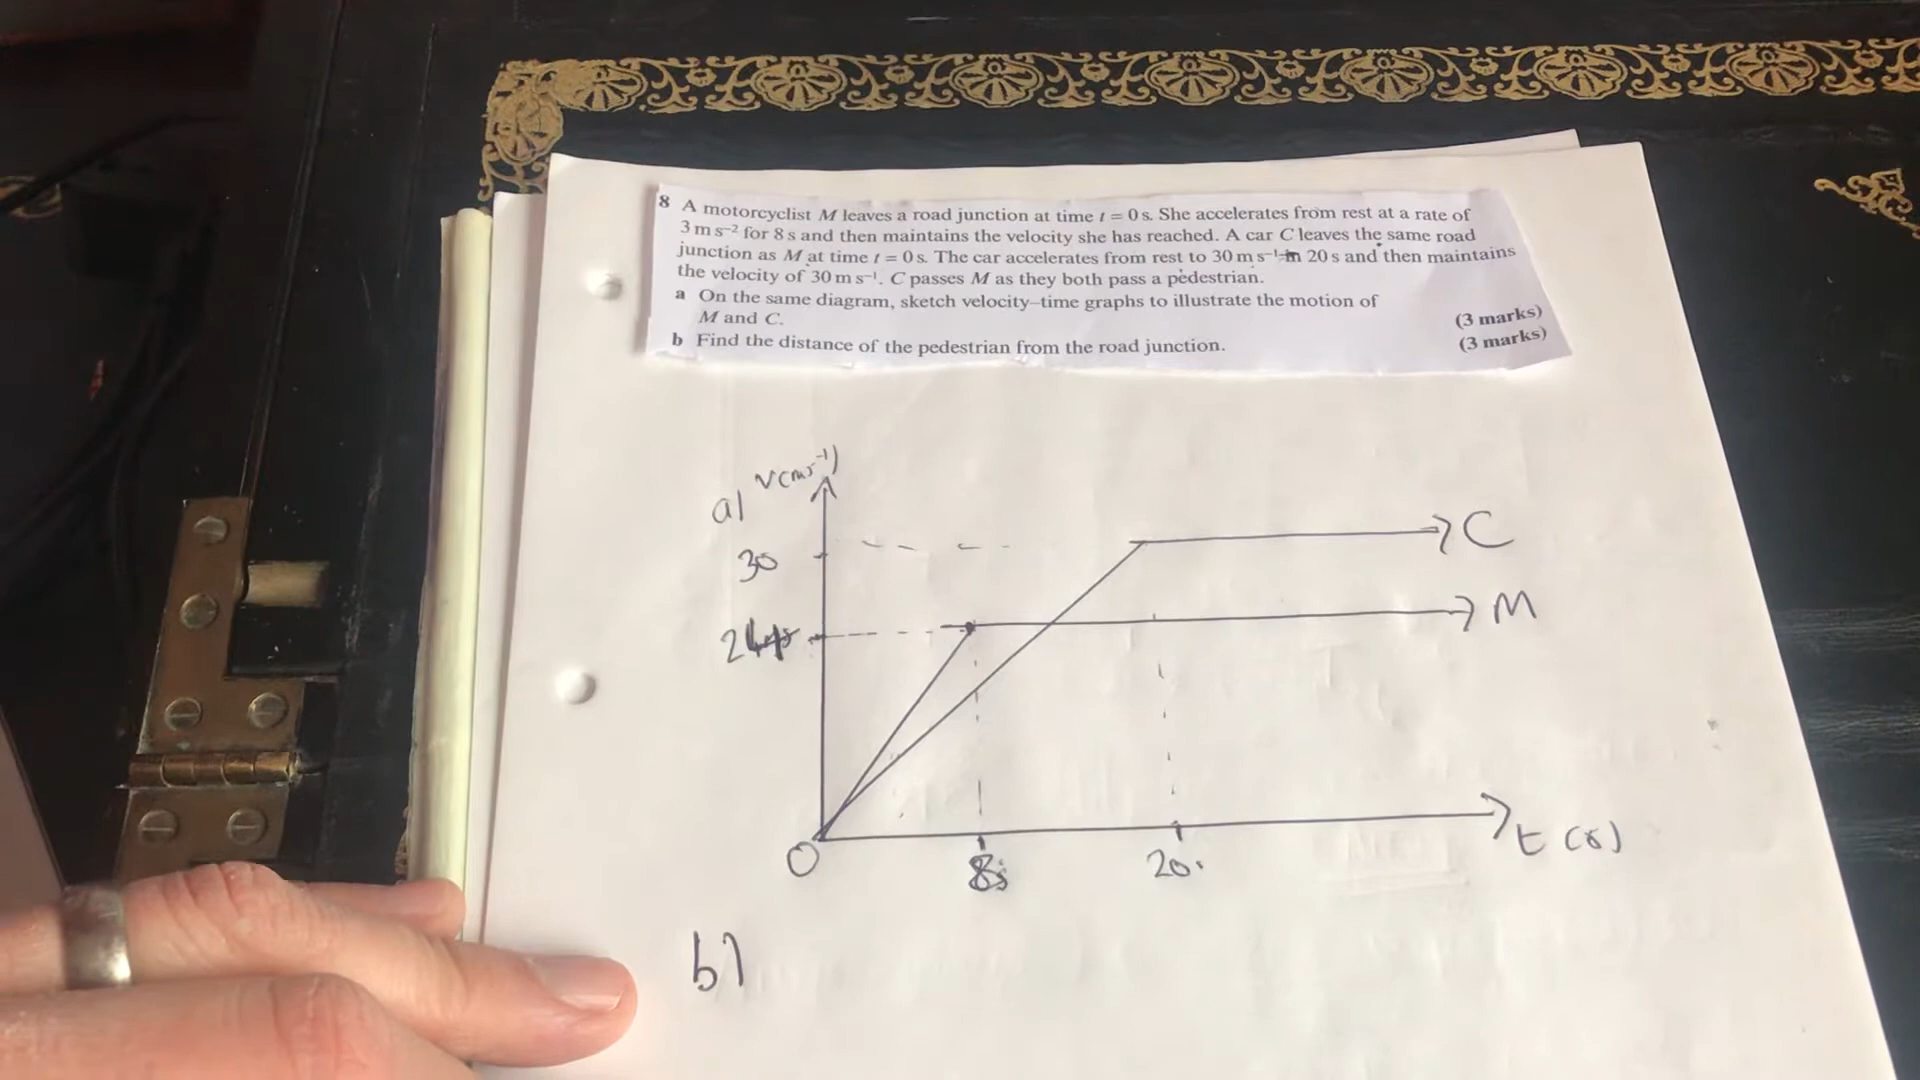 8 A motorcyclist M leaves a road junction at time t = 0 s. She accelerates from rest at a rate of
3 m s⁻² for 8 s and then maintains the velocity she has reached. A car C leaves the same road
junction as M at time t = 0 s. The car accelerates from rest to 30 m s⁻¹ in 20 s and then maintains
the velocity of 30 m s⁻¹. C passes M as they both pass a pedestrian.
a On the same diagram, sketch velocity–time graphs to illustrate the motion of
M and C. (3 marks)
b Find the distance of the pedestrian from the road junction. (3 marks)
a) V(ms⁻¹)
30
C
24
M
O
8s
20
t (s)
b)